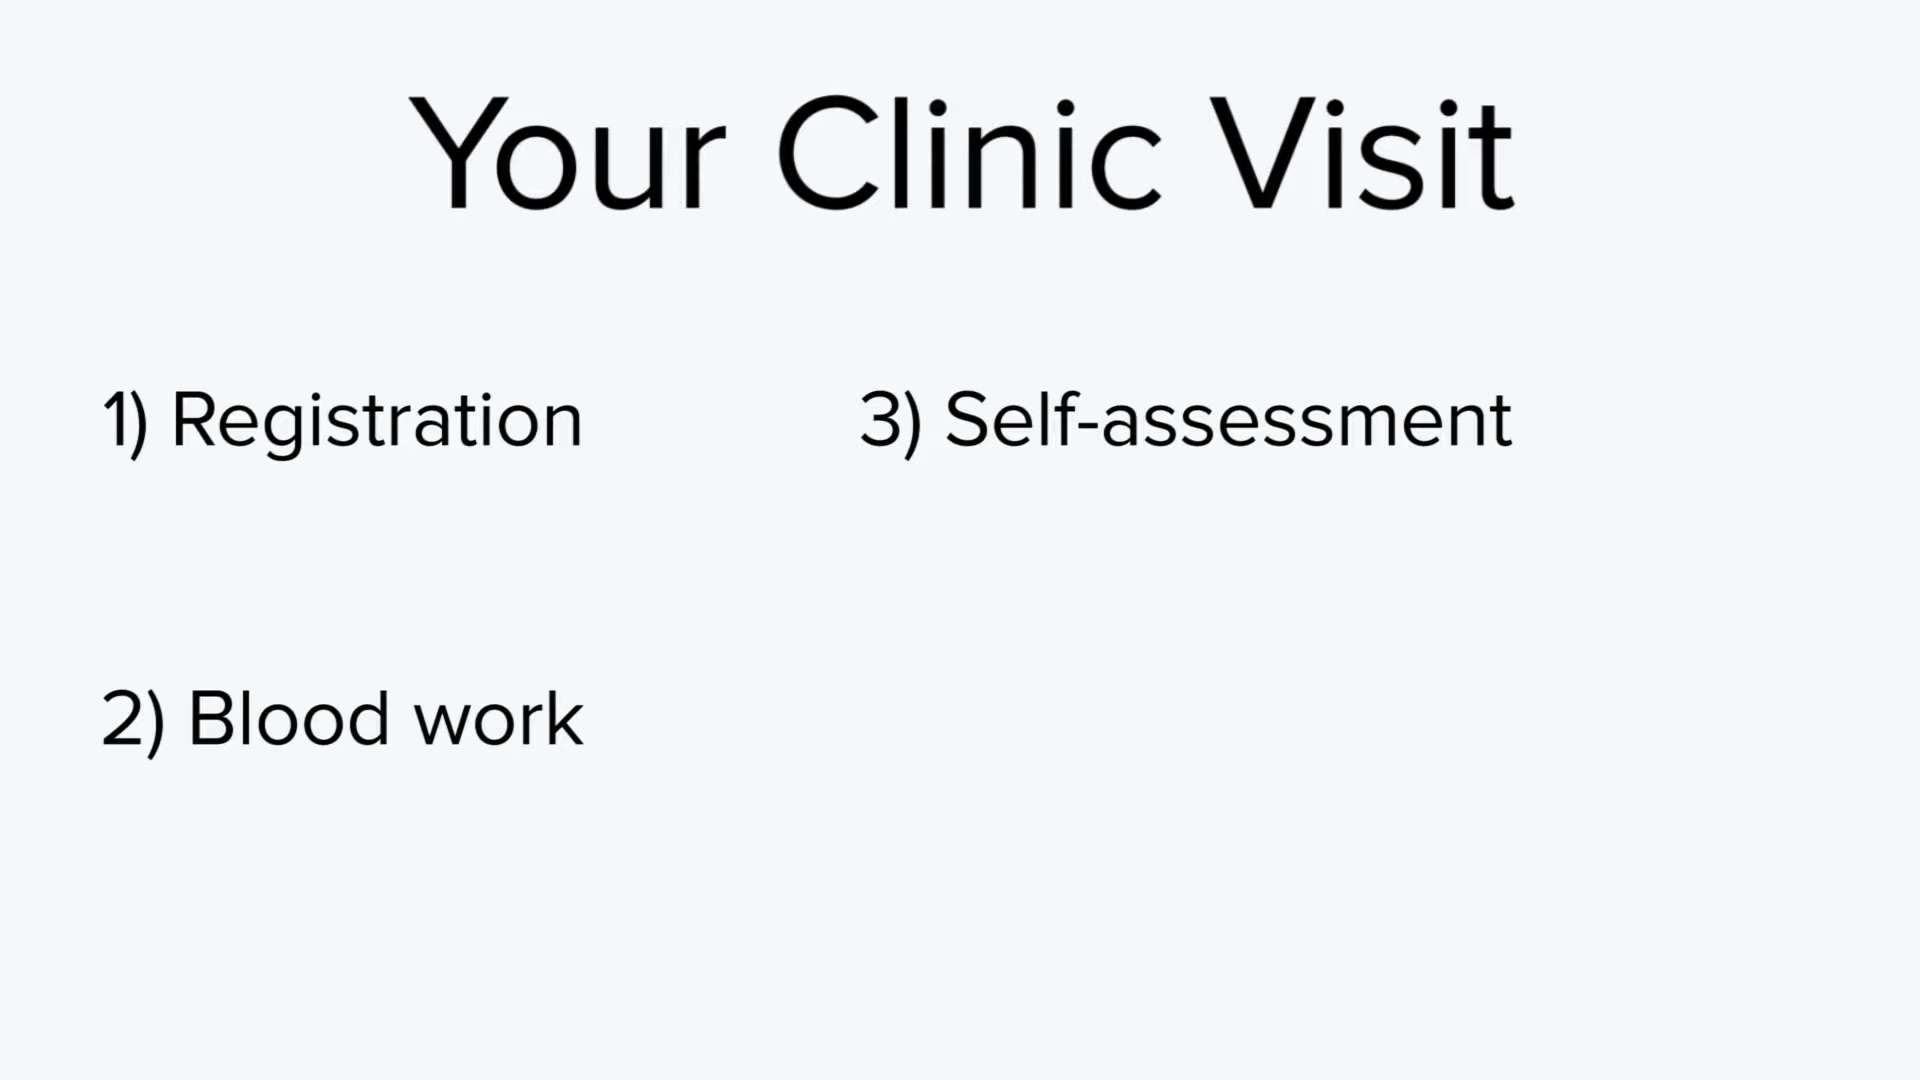 Your Clinic Visit
1) Registration
2) Blood work
3) Self-assessment